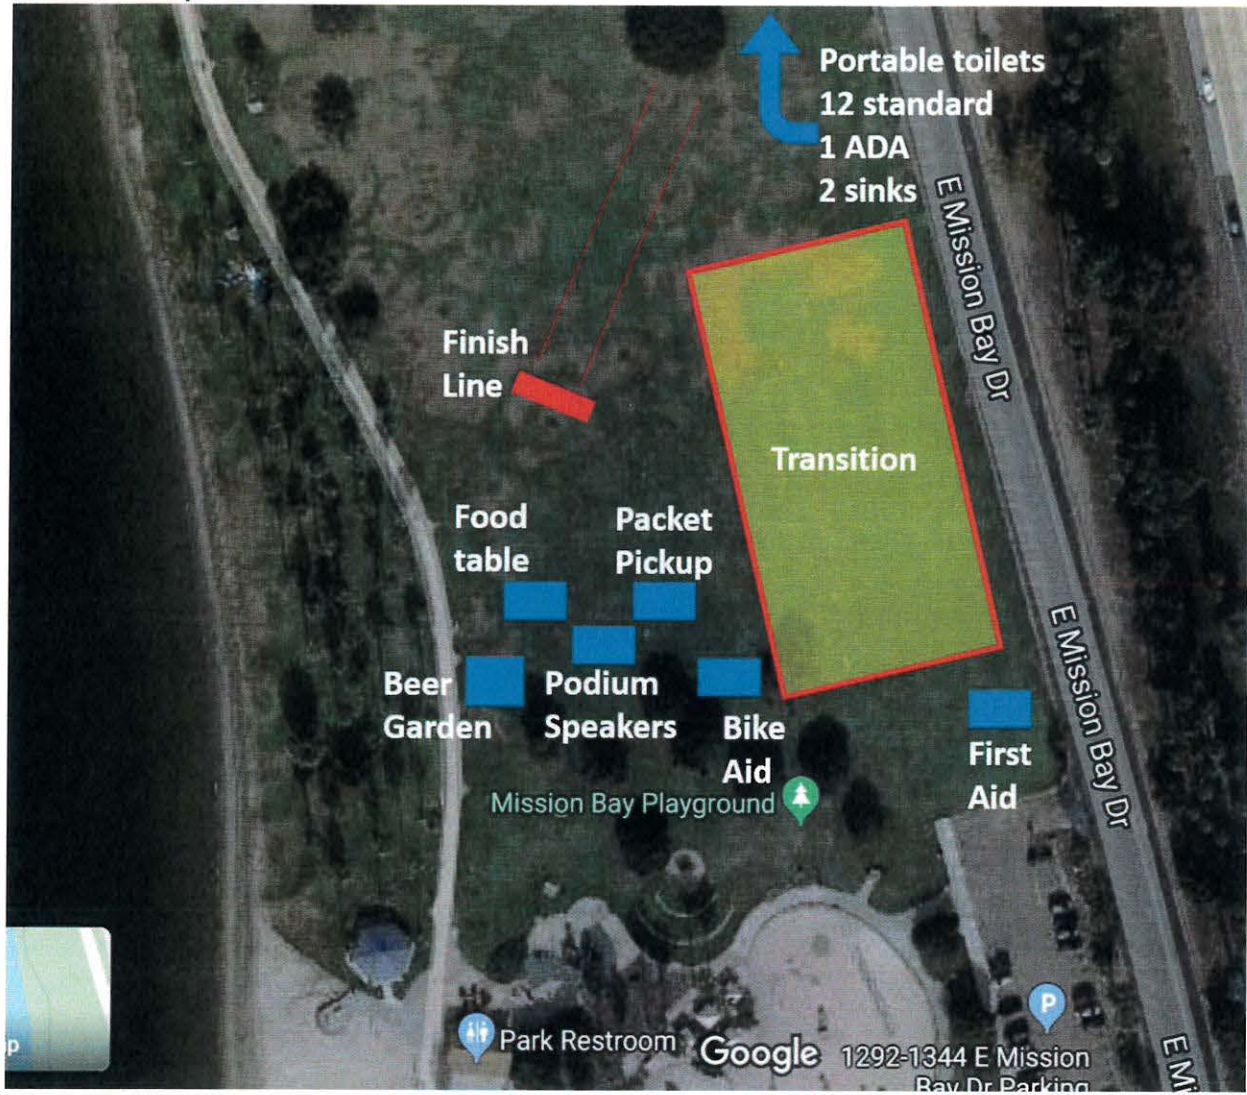 Portable toilets
12 standard
1 ADA
2 sinks
E Mission Bay Dr
Finish
Line
Transition
Food
table
Packet
Pickup
E Mission Bay Dr
Beer
Garden
Podium
Speakers
Bike
Aid
First
Aid
Mission Bay Playground
P
Park Restroom
Google
1292-1344 E Mission
Bay Dr Parking
E Mi